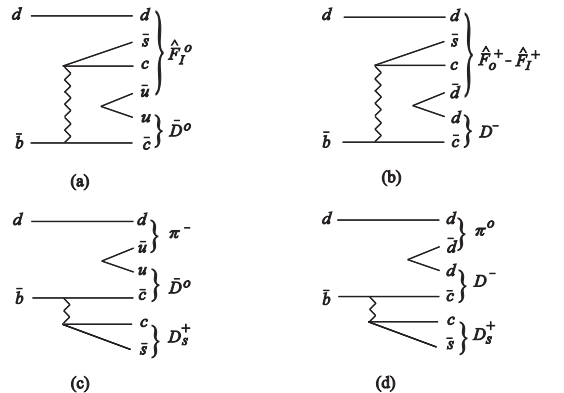 d d
s̄
c
ū
F̂_I^o
u
b̄ c̄
D̄^o
(a)
d d
s̄
c
d̄
F̂_o^+ - F̂_I^+
d
b̄ c̄
D^-
(b)
d d
ū
π^-
u
b̄ c̄
D̄^o
c
s̄
D_s^+
(c)
d d
d̄
π^o
d
b̄ c̄
D^-
c
s̄
D_s^+
(d)